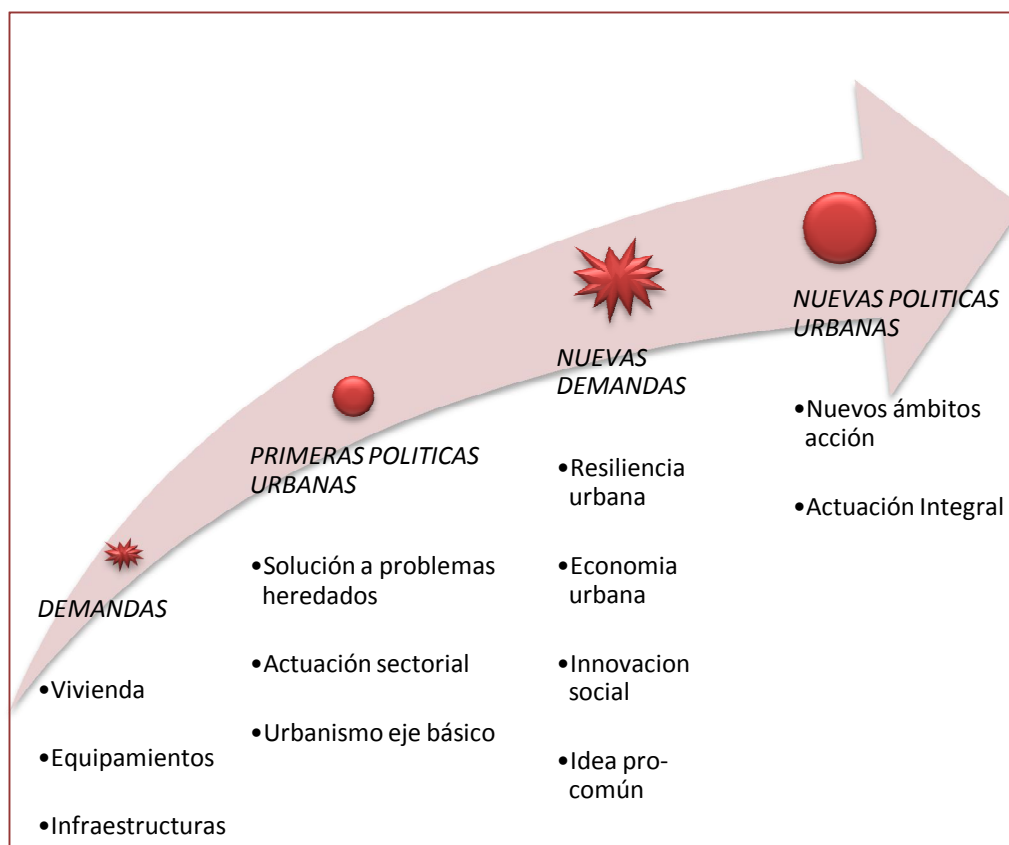 DEMANDAS
•Vivienda
•Equipamientos
•Infraestructuras
PRIMERAS POLITICAS
URBANAS
•Solución a problemas
heredados
•Actuación sectorial
•Urbanismo eje básico
NUEVAS
DEMANDAS
•Resiliencia
urbana
•Economia
urbana
•Innovacion
social
•Idea pro-
común
NUEVAS POLITICAS
URBANAS
•Nuevos ámbitos
acción
•Actuación Integral